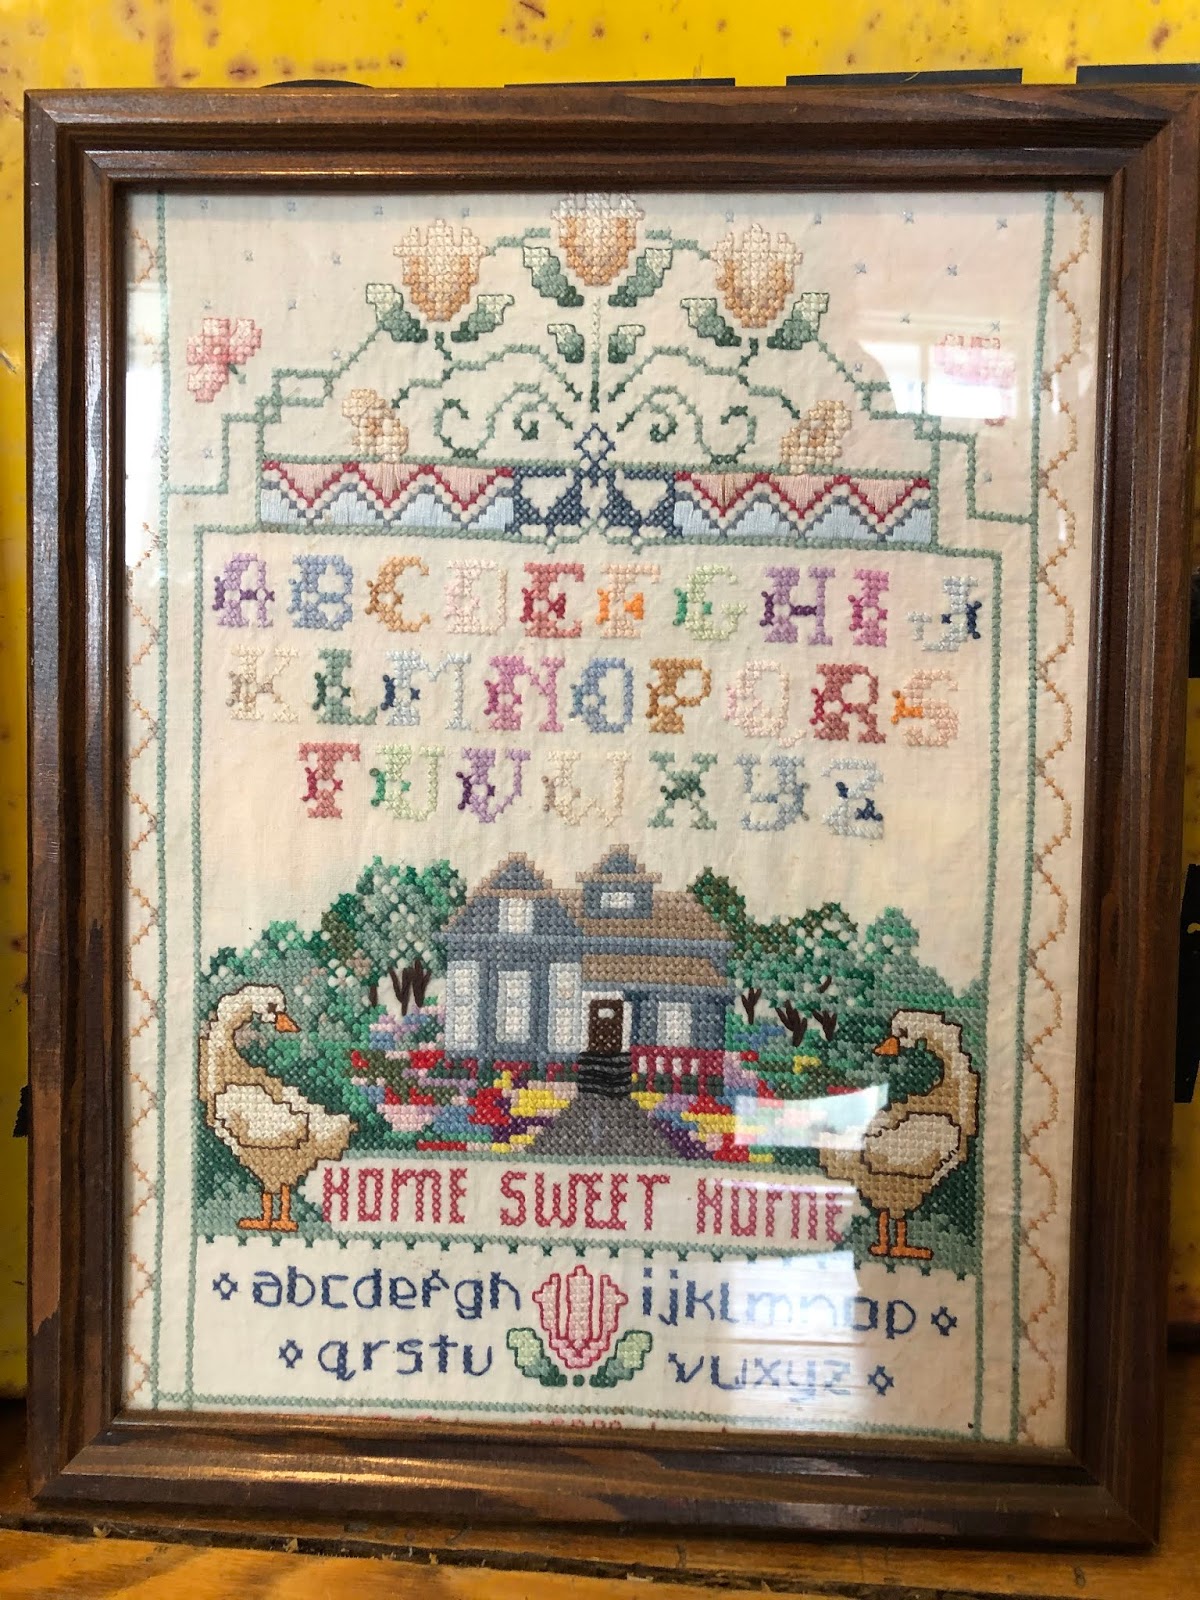 ABCDEFGHIJ
KLMNOPQRS
TUVWXYZ
HOME SWEET HOME
abcdefgh ijklmnop
qrstu vwxyz